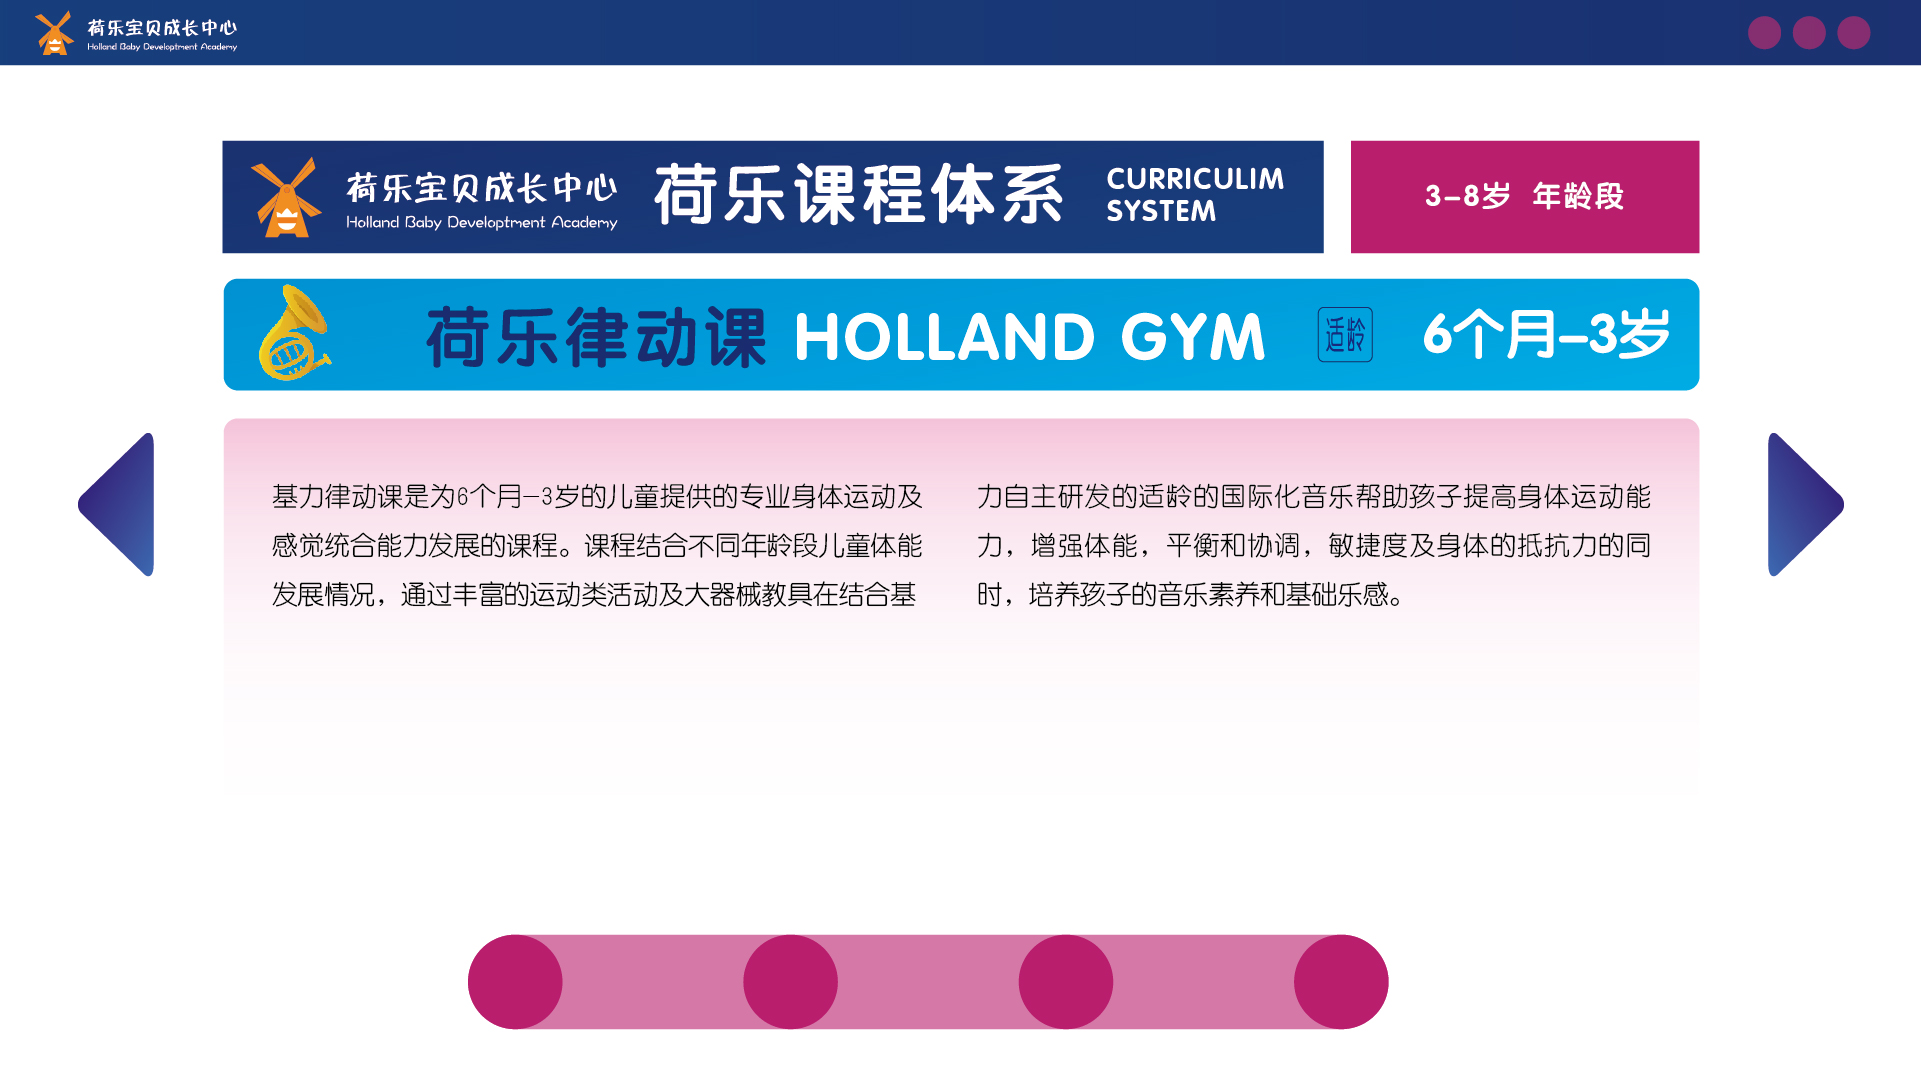 荷乐宝贝成长中心
Holland Baby Developtment Academy
荷乐宝贝成长中心
Holland Baby Developtment Academy
荷乐课程体系
CURRICULIM
SYSTEM
3-8岁 年龄段
荷乐律动课 HOLLAND GYM
适龄
6个月-3岁
基力律动课是为6个月-3岁的儿童提供的专业身体运动及
感觉统合能力发展的课程。课程结合不同年龄段儿童体能
发展情况，通过丰富的运动类活动及大器械教具在结合基
力自主研发的适龄的国际化音乐帮助孩子提高身体运动能
力，增强体能，平衡和协调，敏捷度及身体的抵抗力的同
时，培养孩子的音乐素养和基础乐感。